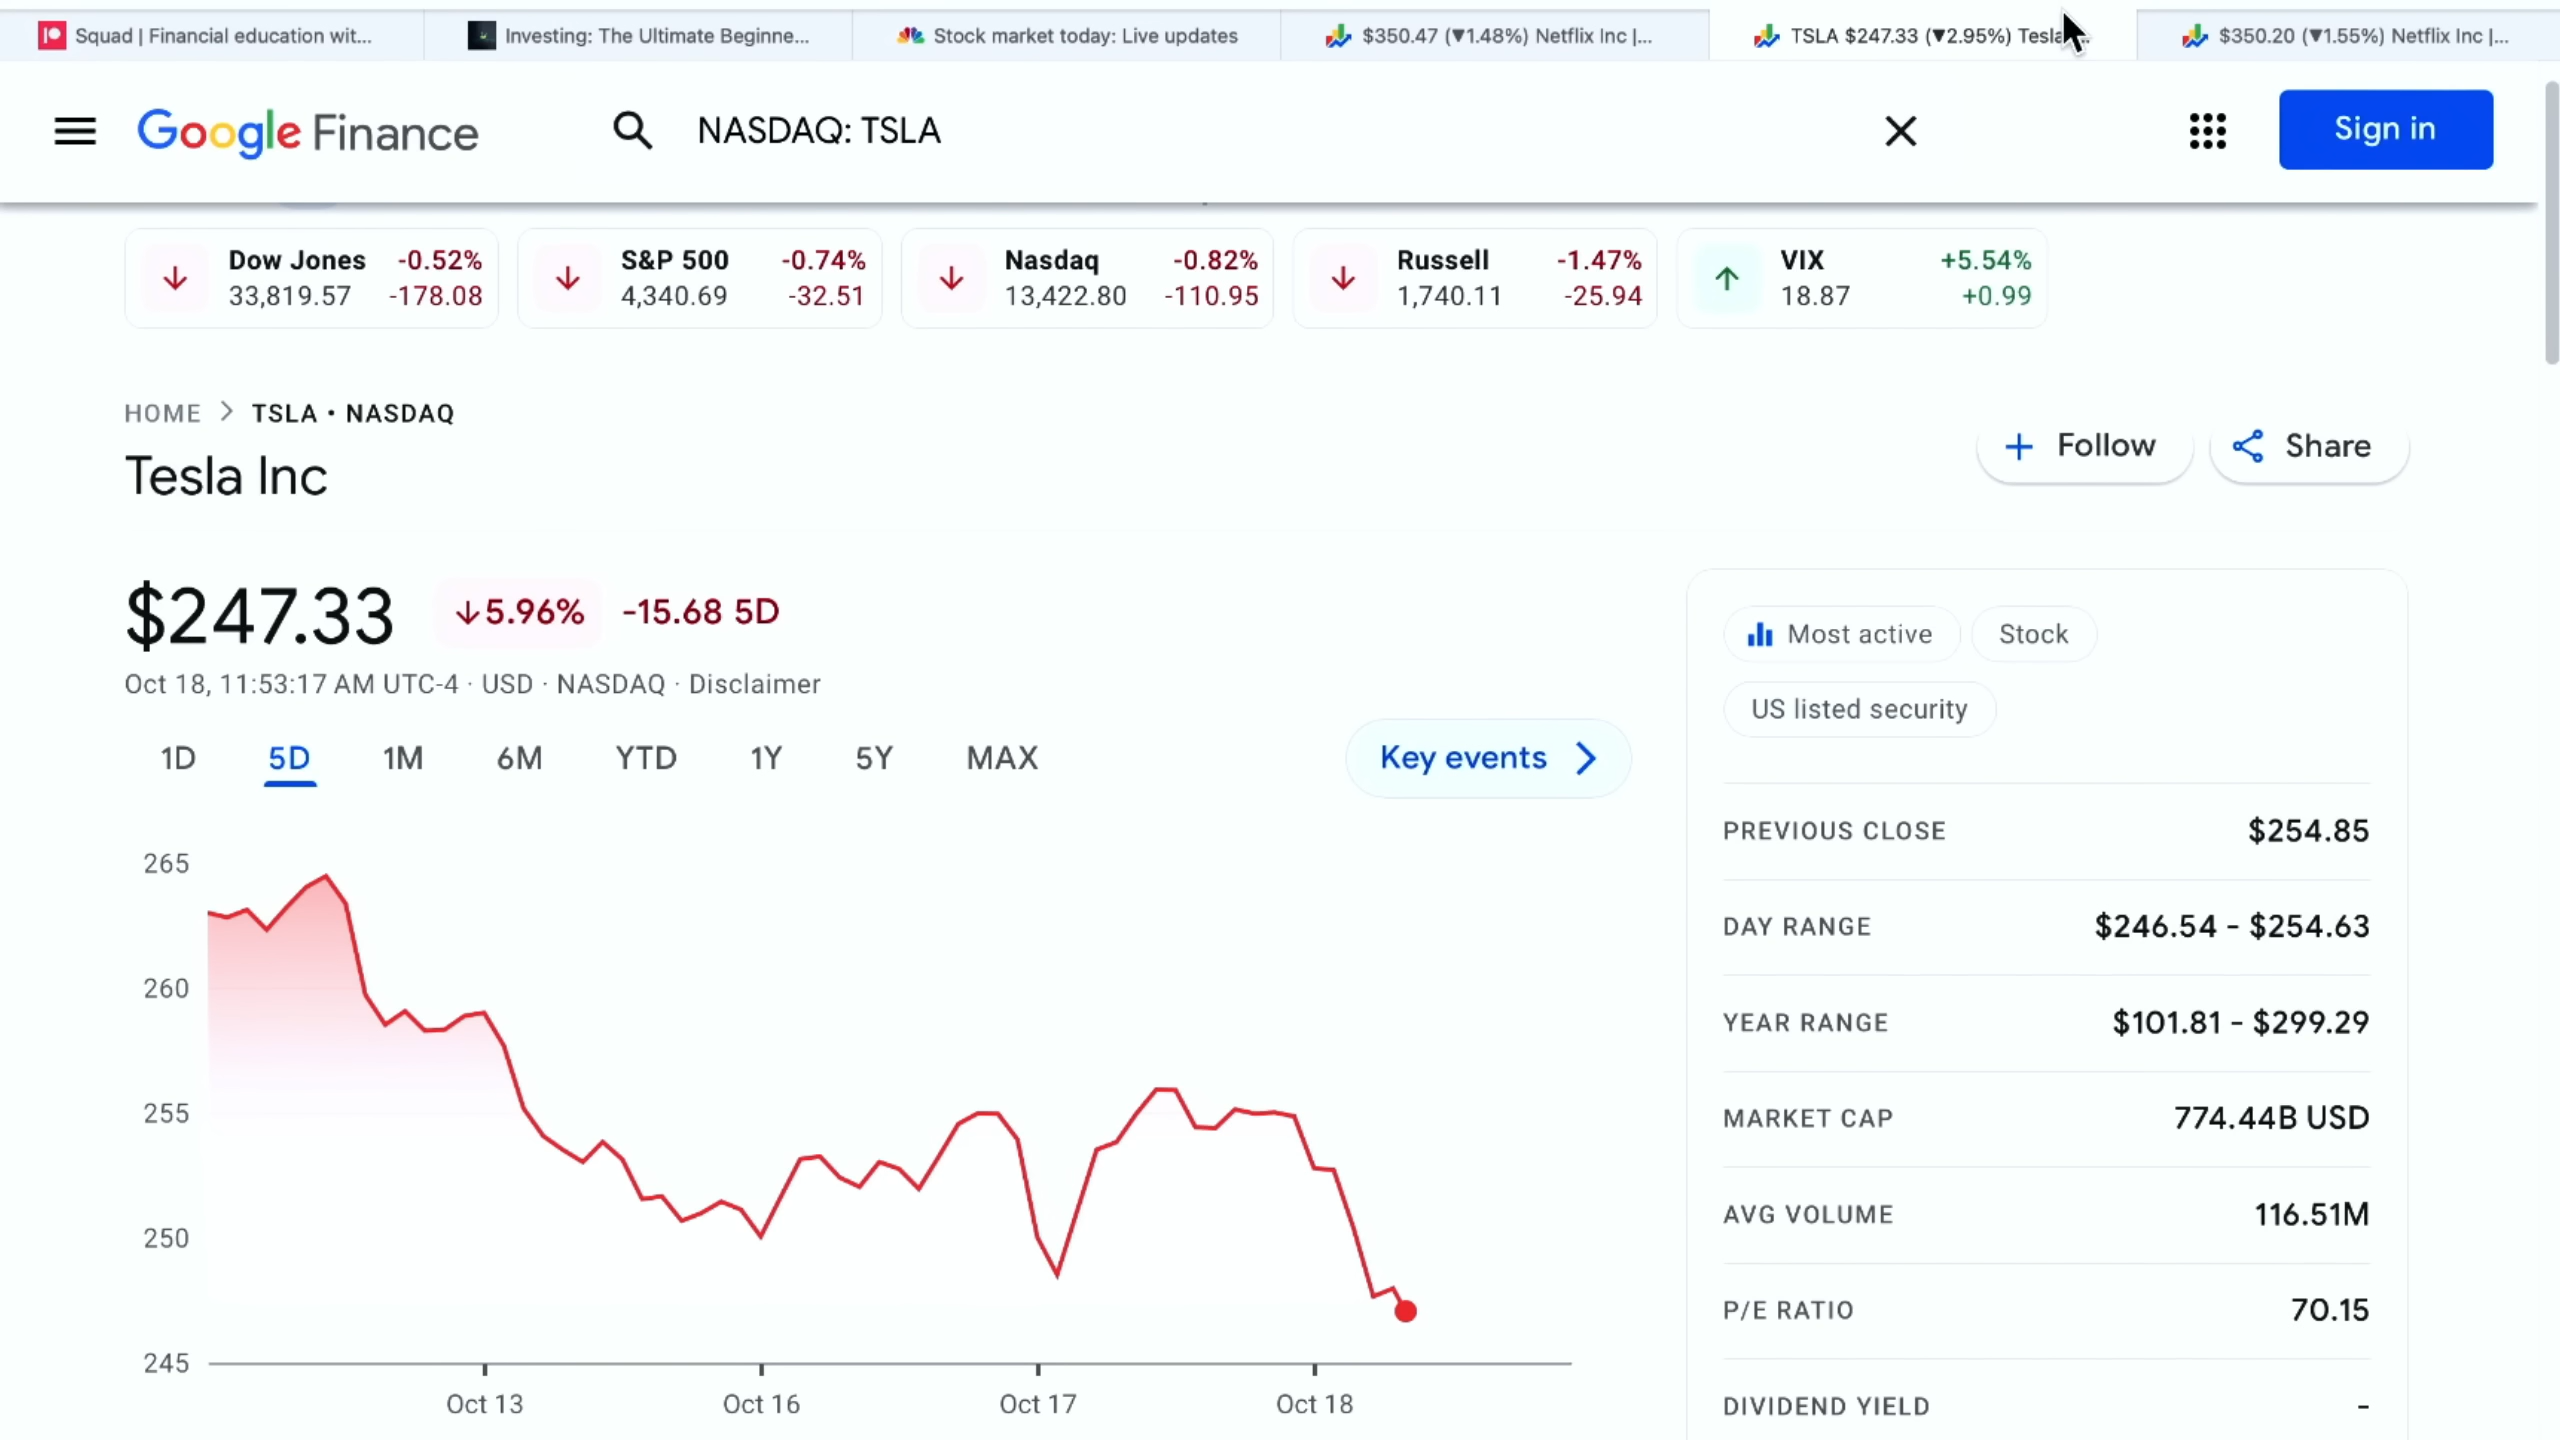 Squad | Financial education wit...
Investing: The Ultimate Beginne...
Stock market today: Live updates
$350.47 (▼1.48%) Netflix Inc |...
TSLA $247.33 (▼2.95%) Tesla
$350.20 (▼1.55%) Netflix Inc |...
Google Finance
NASDAQ: TSLA
Sign in
Dow Jones -0.52%
33,819.57 -178.08
S&P 500 -0.74%
4,340.69 -32.51
Nasdaq -0.82%
13,422.80 -110.95
Russell -1.47%
1,740.11 -25.94
VIX +5.54%
18.87 +0.99
HOME > TSLA • NASDAQ
Tesla Inc
+ Follow
Share
$247.33 ↓5.96% -15.68 5D
Oct 18, 11:53:17 AM UTC-4 · USD · NASDAQ · Disclaimer
1D 5D 1M 6M YTD 1Y 5Y MAX
Key events >
265
260
255
250
245
Oct 13 Oct 16 Oct 17 Oct 18
Most active
Stock
US listed security
PREVIOUS CLOSE $254.85
DAY RANGE $246.54 - $254.63
YEAR RANGE $101.81 - $299.29
MARKET CAP 774.44B USD
AVG VOLUME 116.51M
P/E RATIO 70.15
DIVIDEND YIELD -